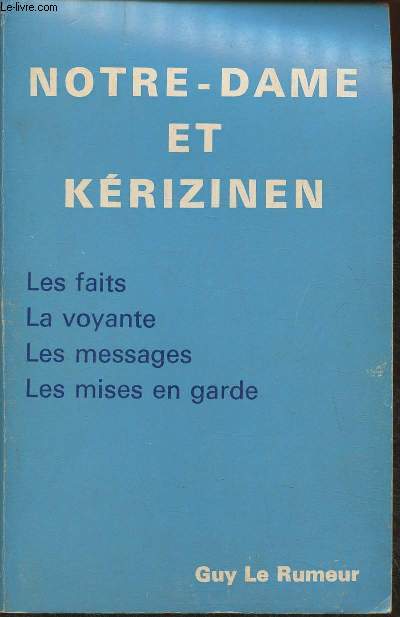 Le-livre.com
NOTRE-DAME
ET
KÉRIZINEN
Les faits
La voyante
Les messages
Les mises en garde
Guy Le Rumeur